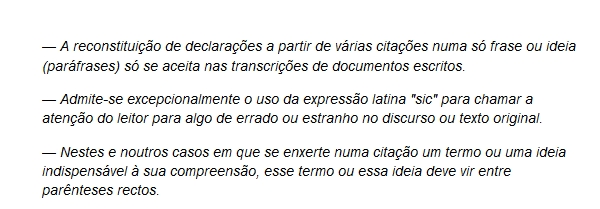 — A reconstituição de declarações a partir de várias citações numa só frase ou ideia
(paráfrases) só se aceita nas transcrições de documentos escritos.
— Admite-se excepcionalmente o uso da expressão latina "sic" para chamar a
atenção do leitor para algo de errado ou estranho no discurso ou texto original.
— Nestes e noutros casos em que se enxerte numa citação um termo ou uma ideia
indispensável à sua compreensão, esse termo ou essa ideia deve vir entre
parênteses rectos.